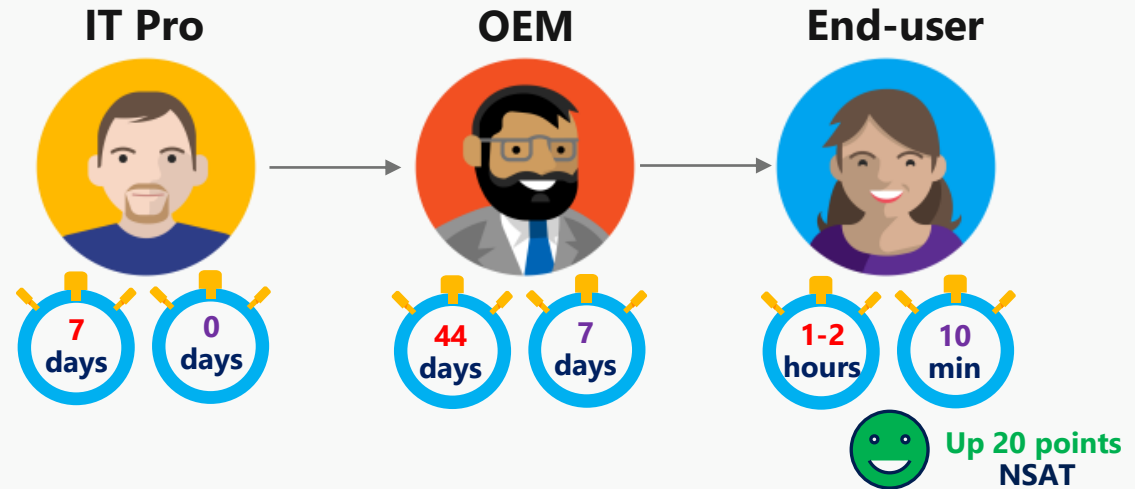 IT Pro
OEM
End-user
7
days
0
days
44
days
7
days
1-2
hours
10
min
Up 20 points
NSAT